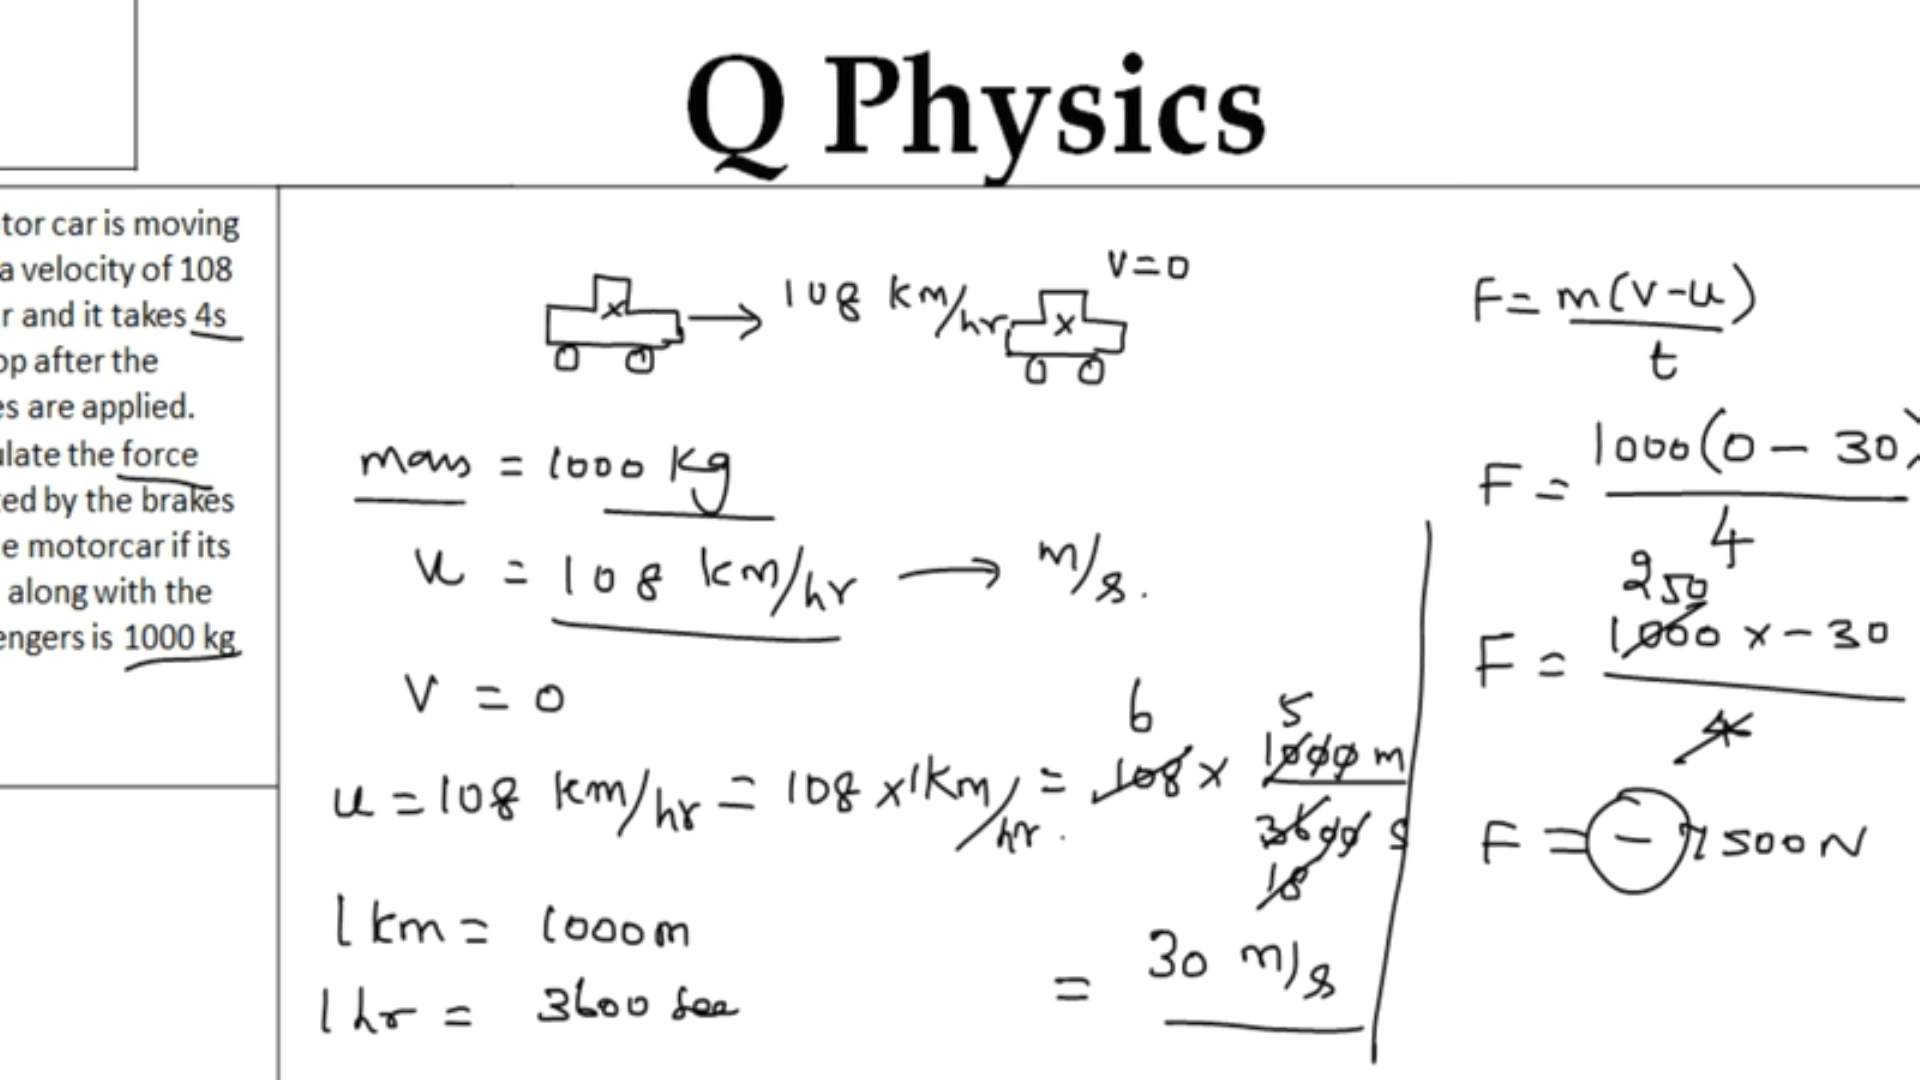 Q Physics
tor car is moving
a velocity of 108
r and it takes 4s
op after the
es are applied.
ulate the force
ted by the brakes
e motorcar if its
along with the
engers is 1000 kg
108 km/hr
v=0
mass = 1000 kg
u = 108 km/hr → m/s.
v = 0
u = 108 km/hr = 108 x 1km/hr. = 108 x 1000 m / 3600 s
6 5
18
1 km = 1000m
1 hr = 3600 sec
= 30 m/s
F = m(v-u) / t
F = 1000(0 - 30) / 4
250
F = 1000 x -30 / 4
F = -7500N